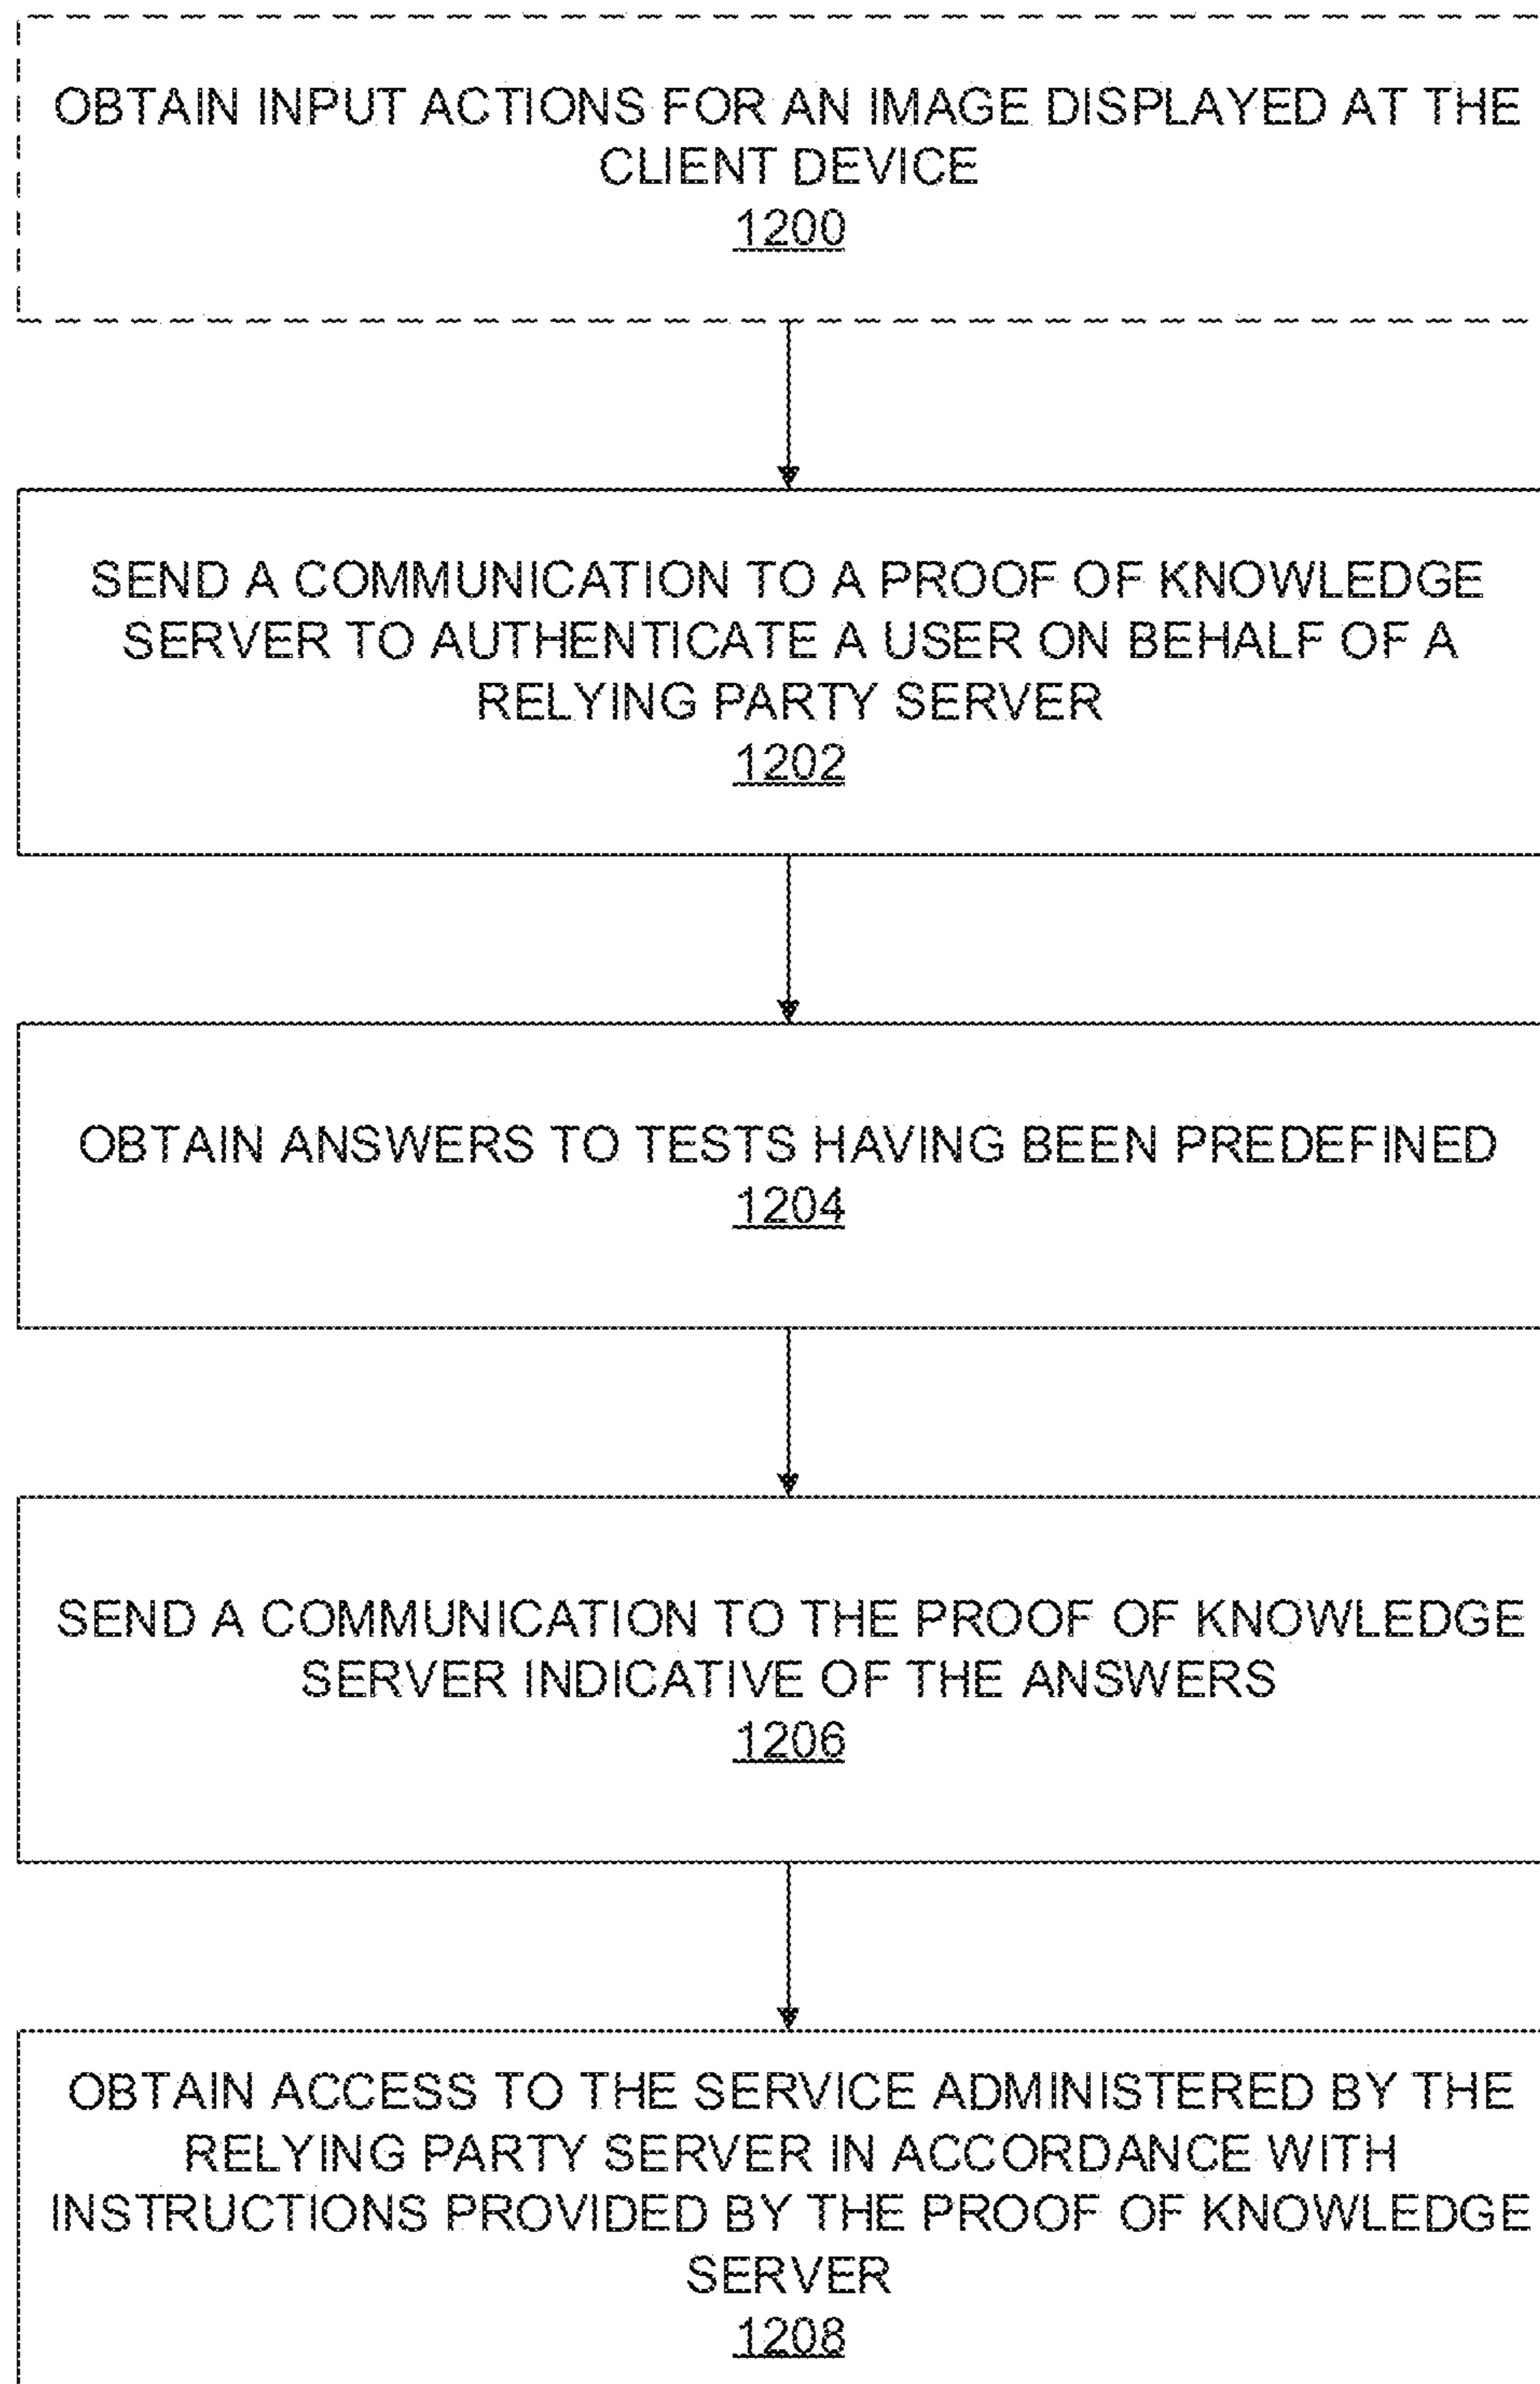 OBTAIN INPUT ACTIONS FOR AN IMAGE DISPLAYED AT THE
CLIENT DEVICE
1200
SEND A COMMUNICATION TO A PROOF OF KNOWLEDGE
SERVER TO AUTHENTICATE A USER ON BEHALF OF A
RELYING PARTY SERVER
1202
OBTAIN ANSWERS TO TESTS HAVING BEEN PREDEFINED
1204
SEND A COMMUNICATION TO THE PROOF OF KNOWLEDGE
SERVER INDICATIVE OF THE ANSWERS
1206
OBTAIN ACCESS TO THE SERVICE ADMINISTERED BY THE
RELYING PARTY SERVER IN ACCORDANCE WITH
INSTRUCTIONS PROVIDED BY THE PROOF OF KNOWLEDGE
SERVER
1208